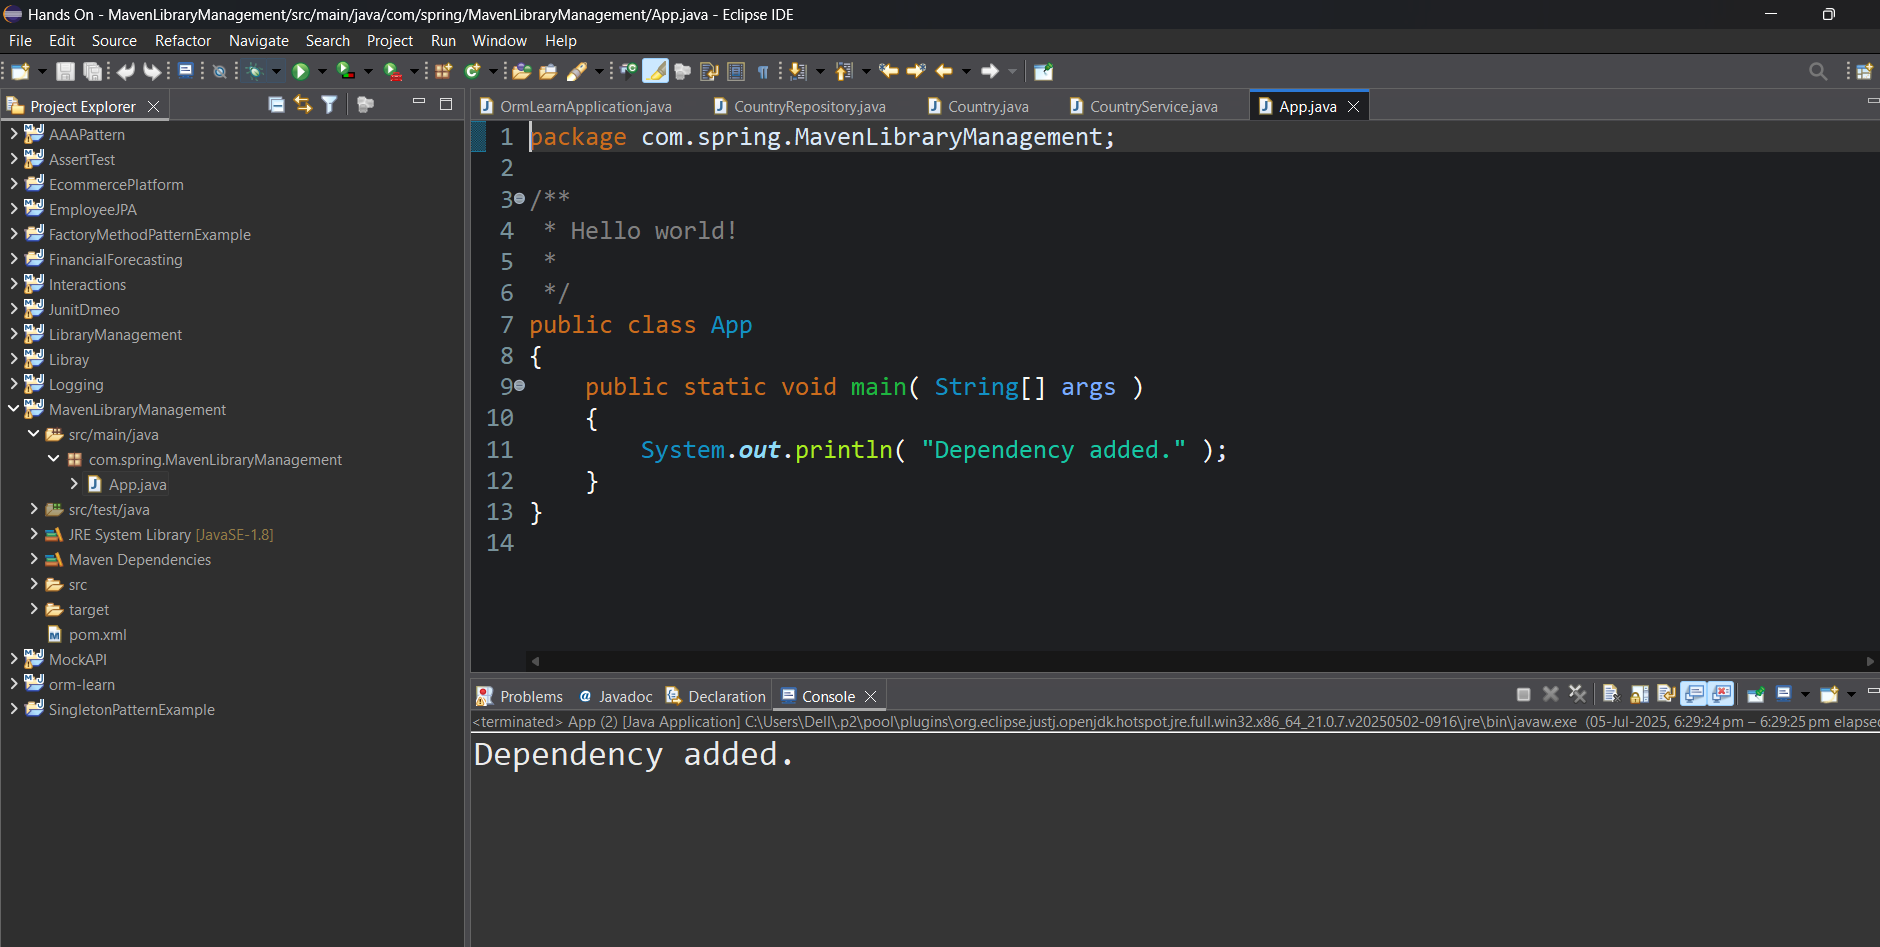 Hands On - MavenLibraryManagement/src/main/java/com/spring/MavenLibraryManagement/App.java - Eclipse IDE
File Edit Source Refactor Navigate Search Project Run Window Help
Project Explorer
AAAPattern
AssertTest
EcommercePlatform
EmployeeJPA
FactoryMethodPatternExample
FinancialForecasting
Interactions
JunitDmeo
LibraryManagement
Libray
Logging
MavenLibraryManagement
src/main/java
com.spring.MavenLibraryManagement
App.java
src/test/java
JRE System Library [JavaSE-1.8]
Maven Dependencies
src
target
pom.xml
MockAPI
orm-learn
SingletonPatternExample
OrmLearnApplication.java CountryRepository.java Country.java CountryService.java App.java
1 package com.spring.MavenLibraryManagement;
2
3 /**
4 * Hello world!
5 *
6 */
7 public class App
8 {
9 public static void main( String[] args )
10 {
11 System.out.println( "Dependency added." );
12 }
13 }
14
Problems @ Javadoc Declaration Console
<terminated> App (2) [Java Application] C:\Users\Dell\.p2\pool\plugins\org.eclipse.justj.openjdk.hotspot.jre.full.win32.x86_64_21.0.7.v20250502-0916\jre\bin\javaw.exe (05-Jul-2025, 6:29:24 pm – 6:29:25 pm elapsed
Dependency added.